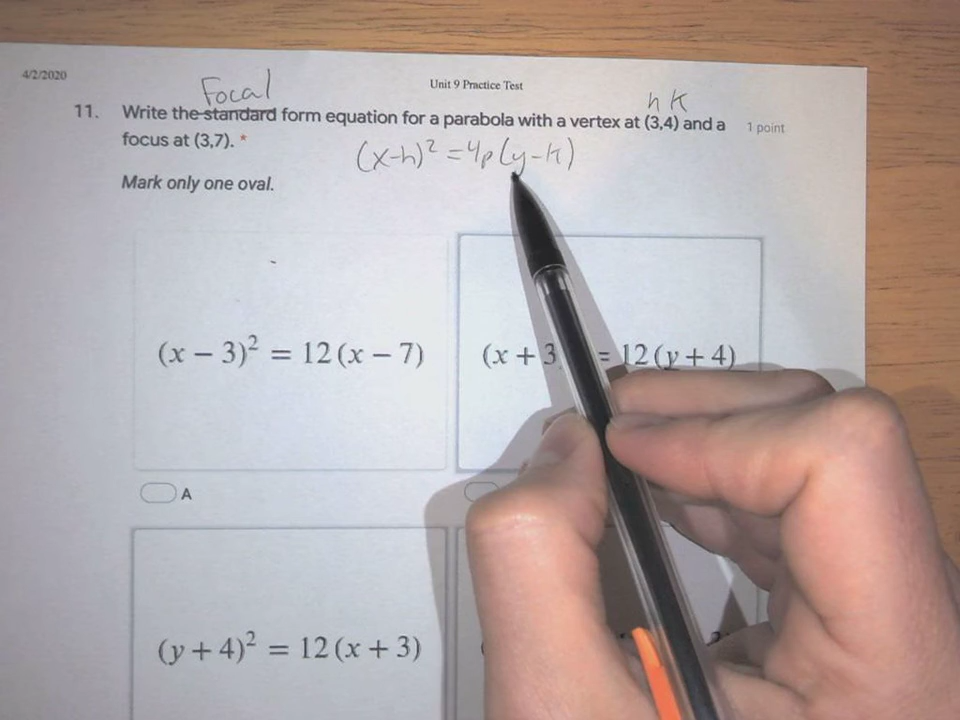 4/2/2020
Unit 9 Practice Test
Focal
h K
11. Write the standard form equation for a parabola with a vertex at (3,4) and a 1 point
focus at (3,7). *
(x-h)² = 4p(y-k)
Mark only one oval.
(x − 3)² = 12(x − 7)
(x + 3 = 12(y + 4)
A
(y + 4)² = 12(x + 3)